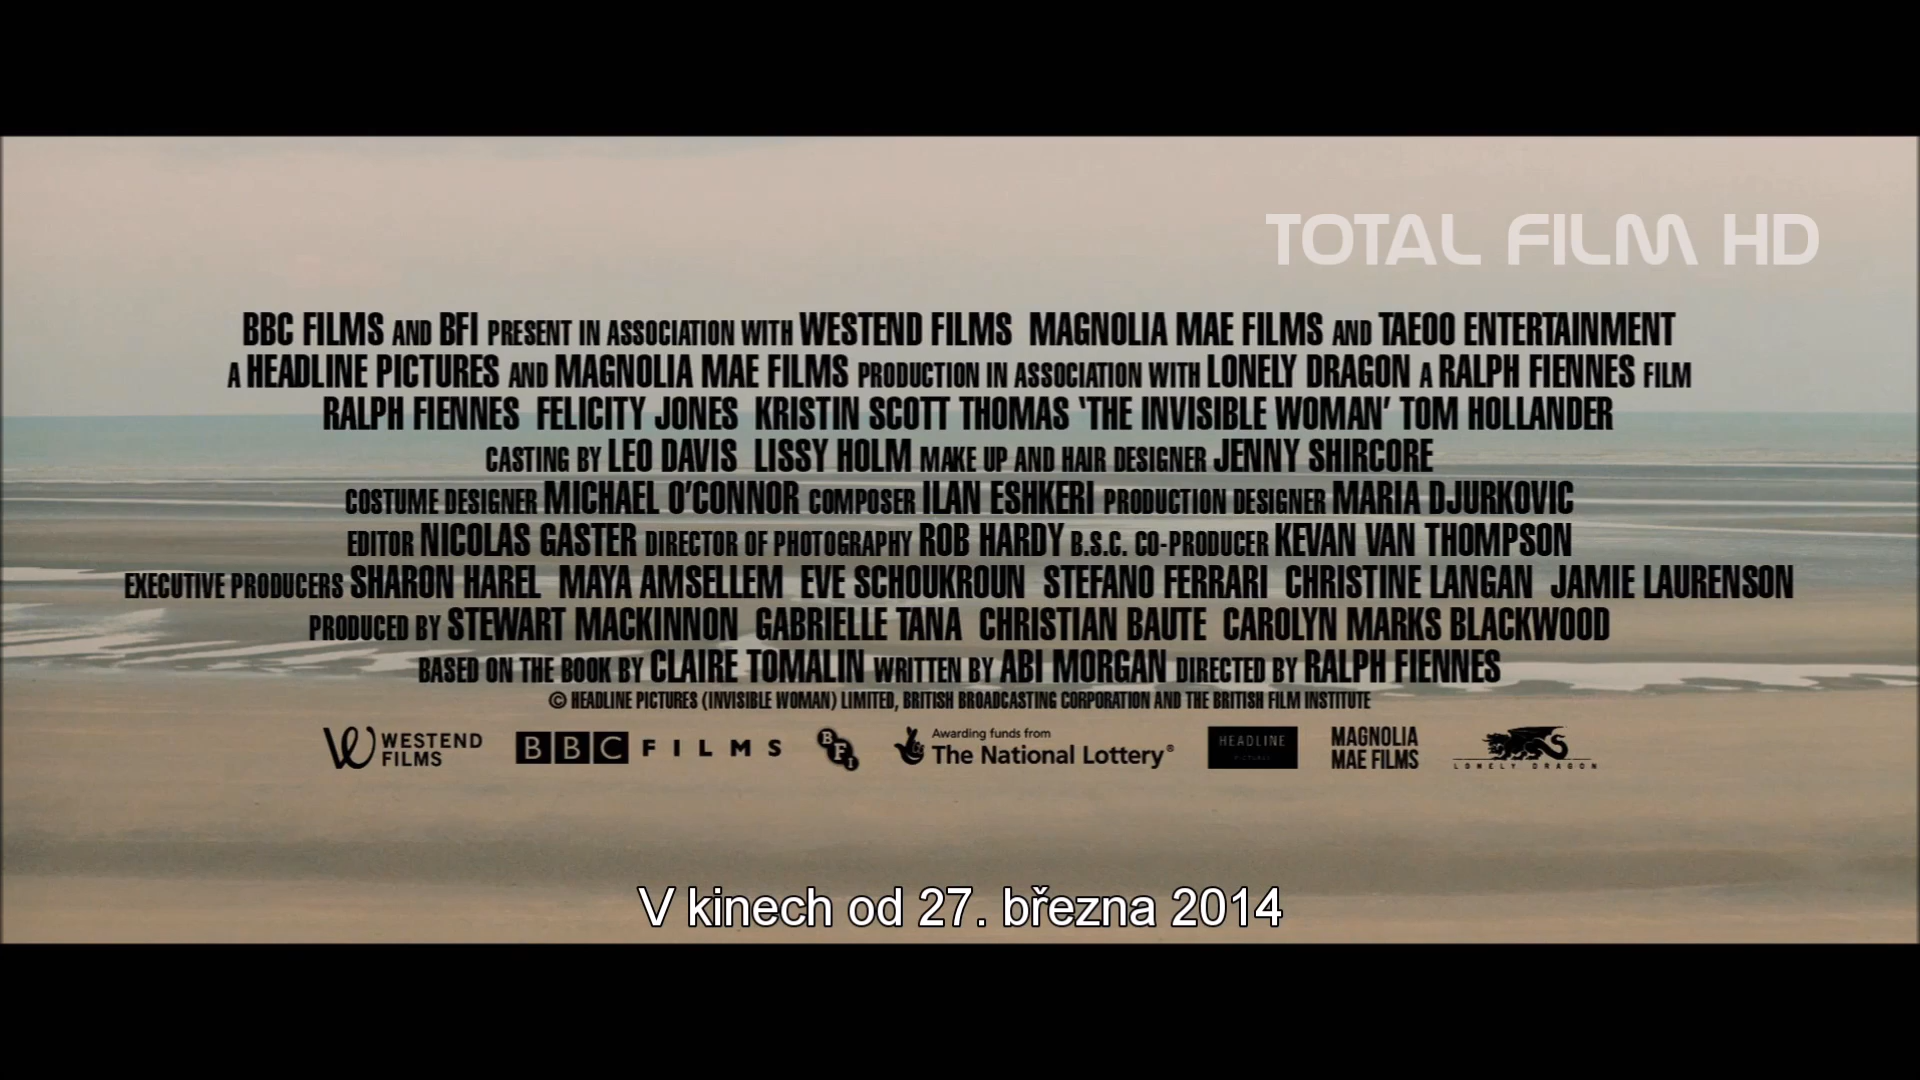 TOTAL FILM HD
BBC FILMS AND BFI PRESENT IN ASSOCIATION WITH WESTEND FILMS MAGNOLIA MAE FILMS AND TAEOO ENTERTAINMENT
A HEADLINE PICTURES AND MAGNOLIA MAE FILMS PRODUCTION IN ASSOCIATION WITH LONELY DRAGON A RALPH FIENNES FILM
RALPH FIENNES FELICITY JONES KRISTIN SCOTT THOMAS ‘THE INVISIBLE WOMAN’ TOM HOLLANDER
CASTING BY LEO DAVIS LISSY HOLM MAKE UP AND HAIR DESIGNER JENNY SHIRCORE
COSTUME DESIGNER MICHAEL O’CONNOR COMPOSER ILAN ESHKERI PRODUCTION DESIGNER MARIA DJURKOVIC
EDITOR NICOLAS GASTER DIRECTOR OF PHOTOGRAPHY ROB HARDY B.S.C. CO-PRODUCER KEVAN VAN THOMPSON
EXECUTIVE PRODUCERS SHARON HAREL MAYA AMSELLEM EVE SCHOUKROUN STEFANO FERRARI CHRISTINE LANGAN JAMIE LAURENSON
PRODUCED BY STEWART MACKINNON GABRIELLE TANA CHRISTIAN BAUTE CAROLYN MARKS BLACKWOOD
BASED ON THE BOOK BY CLAIRE TOMALIN WRITTEN BY ABI MORGAN DIRECTED BY RALPH FIENNES
© HEADLINE PICTURES (INVISIBLE WOMAN) LIMITED, BRITISH BROADCASTING CORPORATION AND THE BRITISH FILM INSTITUTE
W WESTEND FILMS
BBC FILMS
BFI
Awarding funds from
The National Lottery®
HEADLINE
PICTURES
MAGNOLIA
MAE FILMS
LONELY DRAGON
V kinech od 27. března 2014